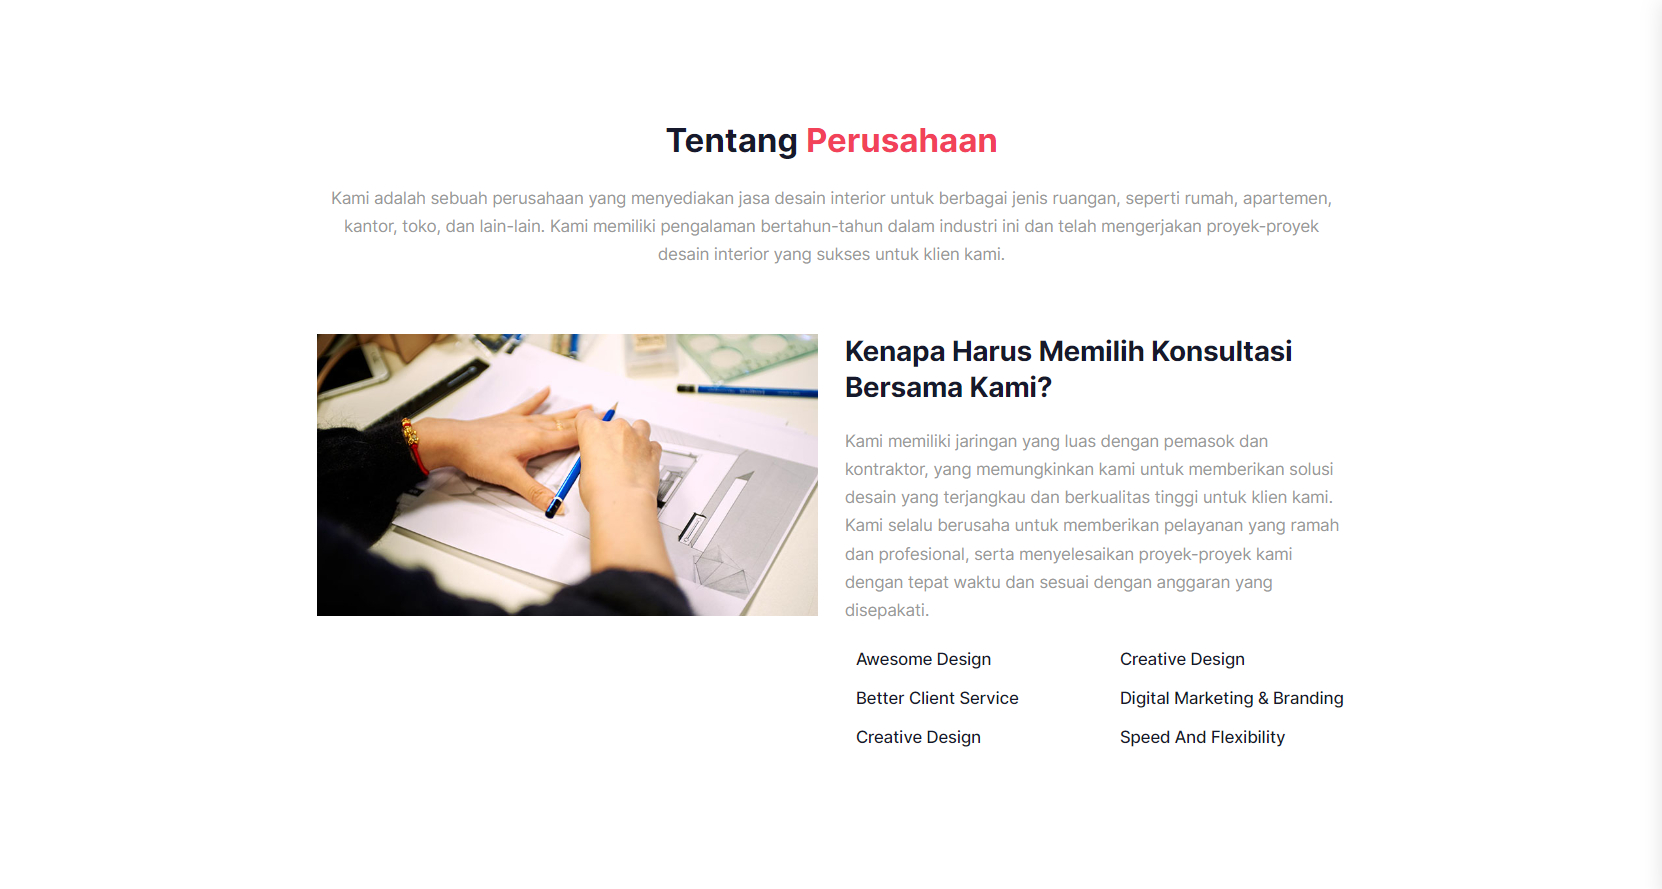 Tentang Perusahaan
Kami adalah sebuah perusahaan yang menyediakan jasa desain interior untuk berbagai jenis ruangan, seperti rumah, apartemen,
kantor, toko, dan lain-lain. Kami memiliki pengalaman bertahun-tahun dalam industri ini dan telah mengerjakan proyek-proyek
desain interior yang sukses untuk klien kami.
Kenapa Harus Memilih Konsultasi
Bersama Kami?
Kami memiliki jaringan yang luas dengan pemasok dan
kontraktor, yang memungkinkan kami untuk memberikan solusi
desain yang terjangkau dan berkualitas tinggi untuk klien kami.
Kami selalu berusaha untuk memberikan pelayanan yang ramah
dan profesional, serta menyelesaikan proyek-proyek kami
dengan tepat waktu dan sesuai dengan anggaran yang
disepakati.
Awesome Design
Creative Design
Better Client Service
Digital Marketing & Branding
Creative Design
Speed And Flexibility